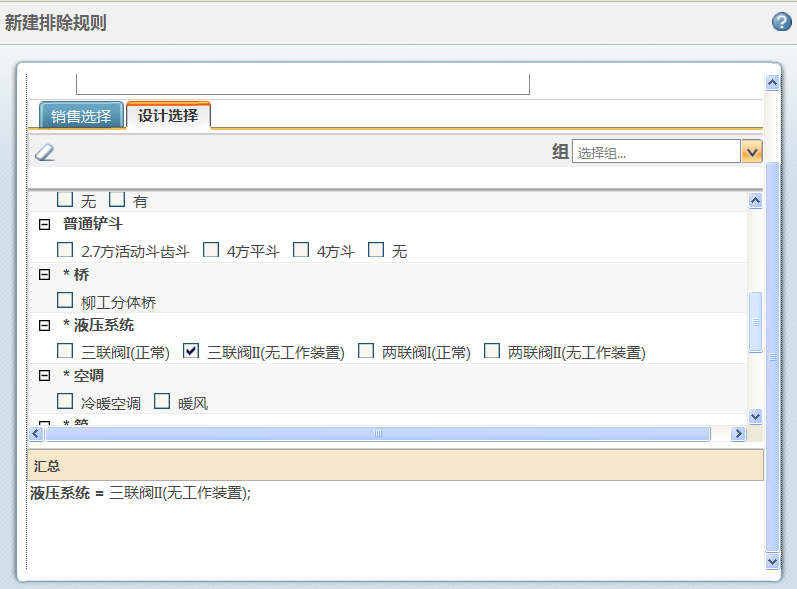 新建排除规则
销售选择 设计选择
组 选择组...
无 有
普通铲斗
2.7方活动斗齿斗 4方平斗 4方斗 无
* 桥
柳工分体桥
* 液压系统
三联阀I(正常) 三联阀II(无工作装置) 两联阀I(正常) 两联阀II(无工作装置)
* 空调
冷暖空调 暖风
汇总
液压系统 = 三联阀II(无工作装置);